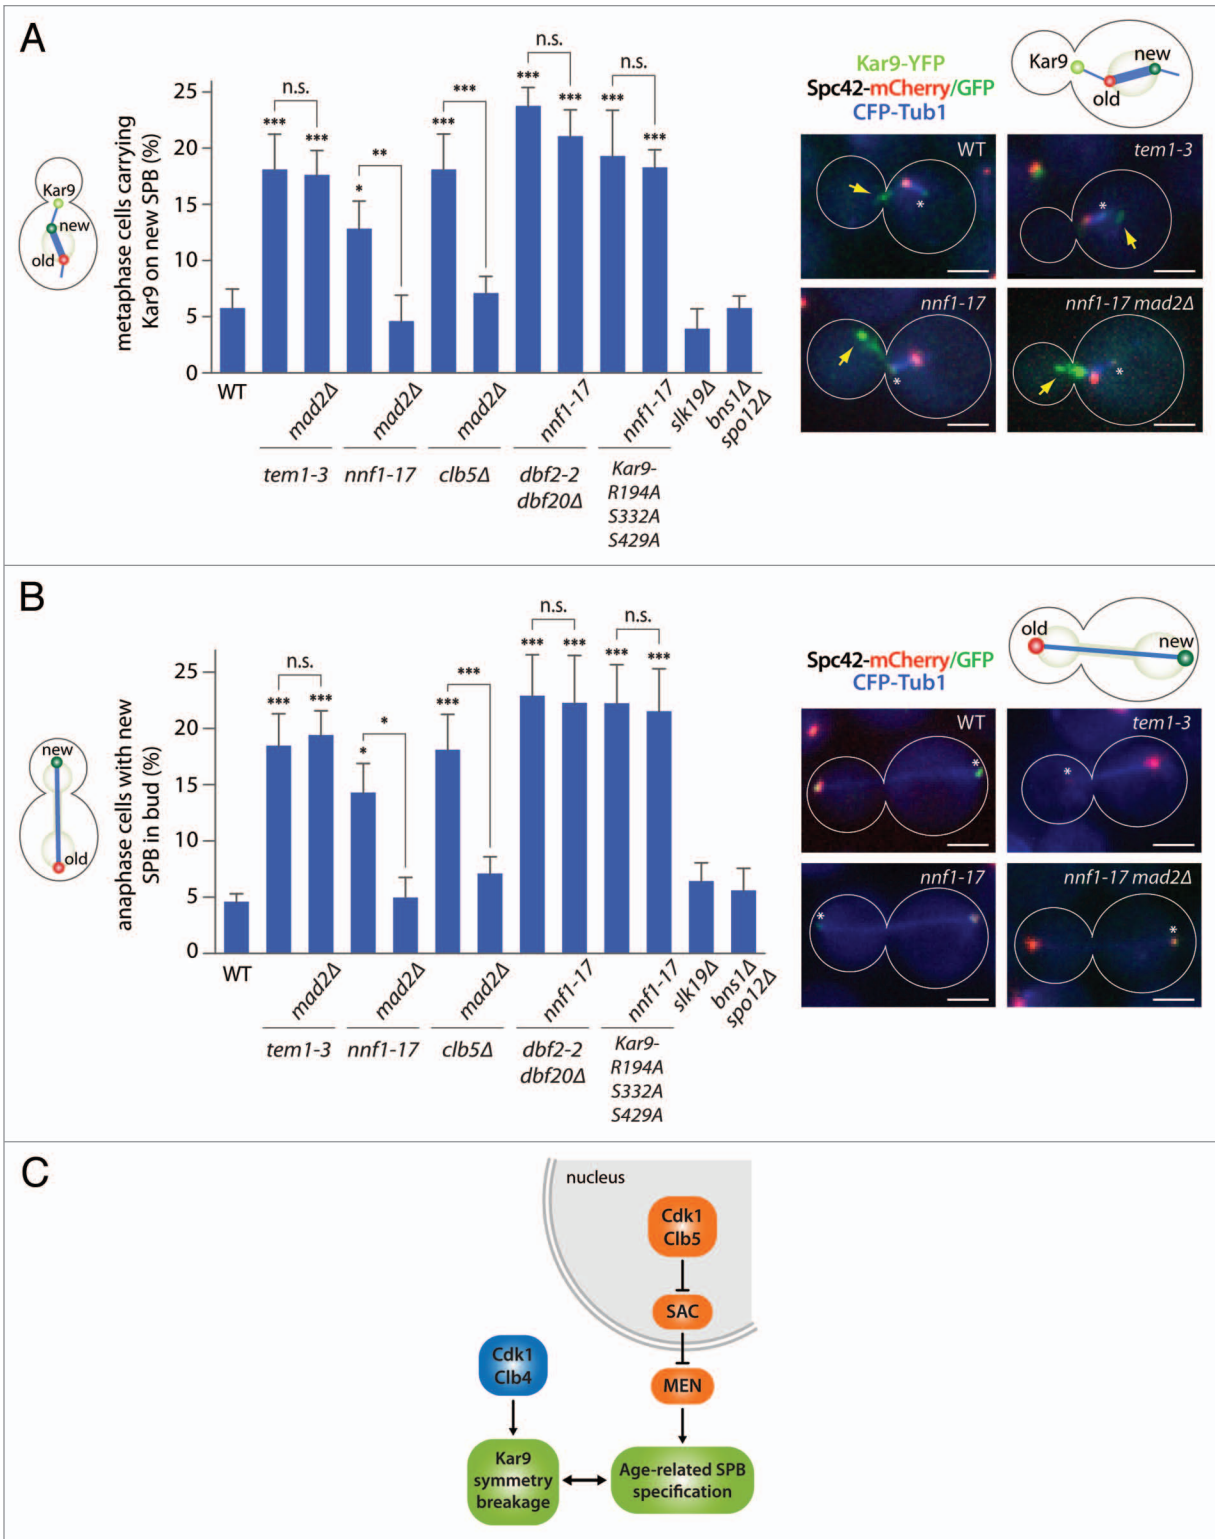 A
Kar9
new
old
metaphase cells carrying
Kar9 on new SPB (%)
25
20
15
10
5
0
n.s.
***
***
**
*
***
***
n.s.
***
***
n.s.
***
***
WT
mad2Δ
mad2Δ
mad2Δ
nnf1-17
nnf1-17
slk19Δ
bns1Δ
spo12Δ
tem1-3
nnf1-17
clb5Δ
dbf2-2
dbf20Δ
Kar9-
R194A
S332A
S429A
Kar9-YFP
Spc42-mCherry/GFP
CFP-Tub1
Kar9
new
old
WT
*
tem1-3
*
nnf1-17
*
nnf1-17 mad2Δ
*
B
new
old
anaphase cells with new
SPB in bud (%)
25
20
15
10
5
0
n.s.
***
***
*
*
***
***
n.s.
***
***
n.s.
***
***
WT
mad2Δ
mad2Δ
mad2Δ
nnf1-17
nnf1-17
slk19Δ
bns1Δ
spo12Δ
tem1-3
nnf1-17
clb5Δ
dbf2-2
dbf20Δ
Kar9-
R194A
S332A
S429A
Spc42-mCherry/GFP
CFP-Tub1
old
new
WT
*
tem1-3
*
nnf1-17
*
nnf1-17 mad2Δ
*
C
nucleus
Cdk1
Clb5
SAC
Cdk1
Clb4
MEN
Kar9
symmetry
breakage
Age-related SPB
specification